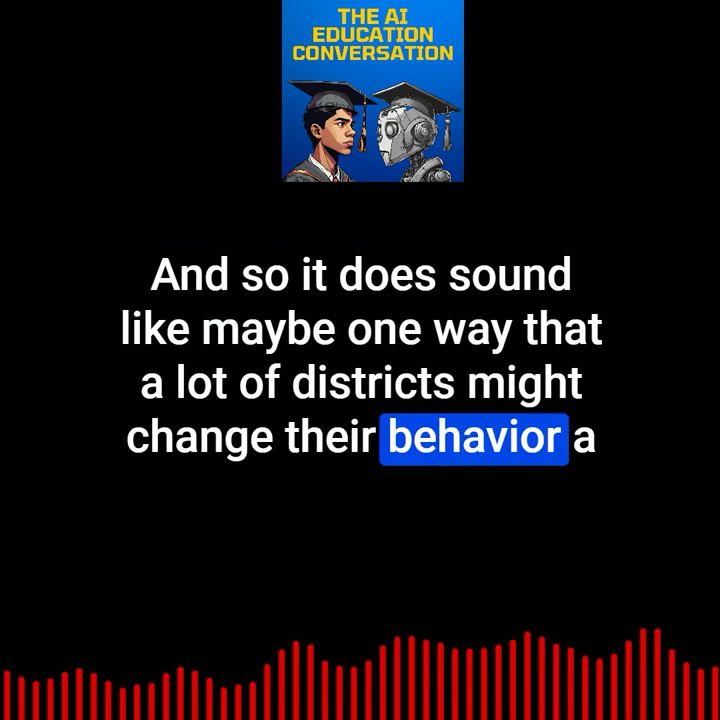 THE AI
EDUCATION
CONVERSATION
And so it does sound
like maybe one way that
a lot of districts might
change their behavior a